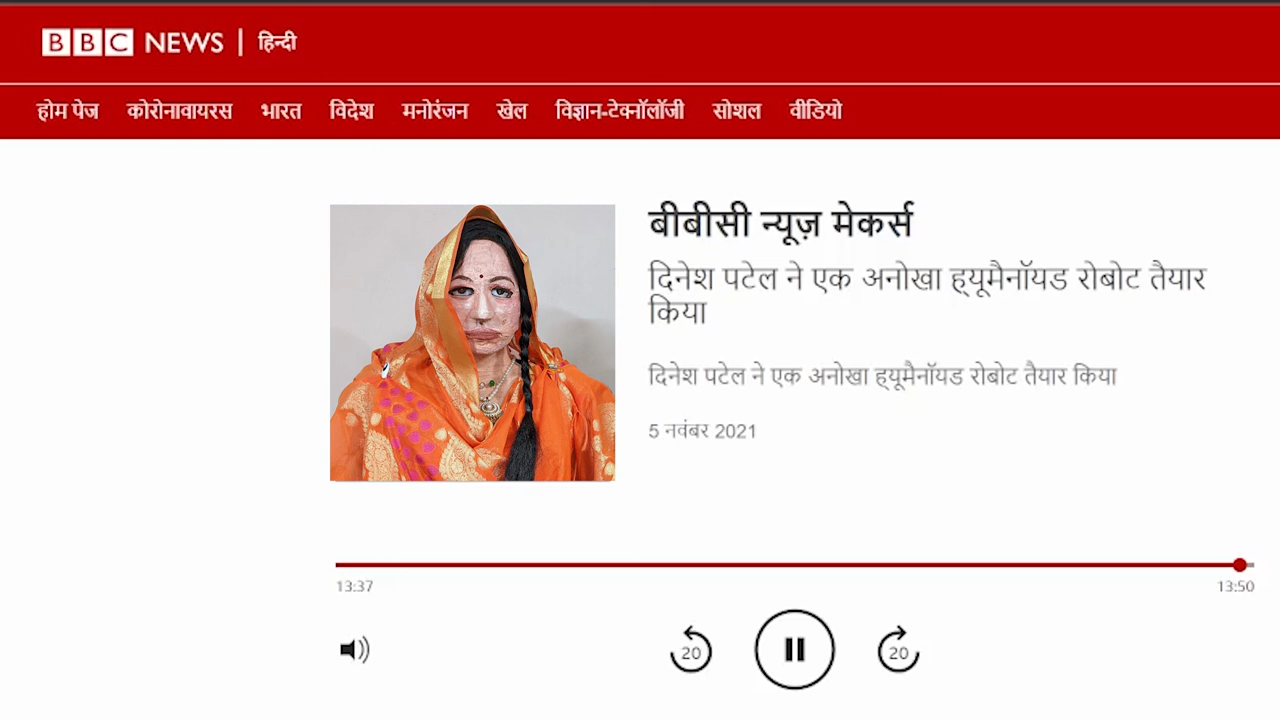 BBC NEWS | हिन्दी
होम पेज कोरोनावायरस भारत विदेश मनोरंजन खेल विज्ञान-टेक्नॉलॉजी सोशल वीडियो
बीबीसी न्यूज़ मेकर्स
दिनेश पटेल ने एक अनोखा ह्यूमैनॉयड रोबोट तैयार
किया
दिनेश पटेल ने एक अनोखा ह्यूमैनॉयड रोबोट तैयार किया
5 नवंबर 2021
13:37 13:50
20 20